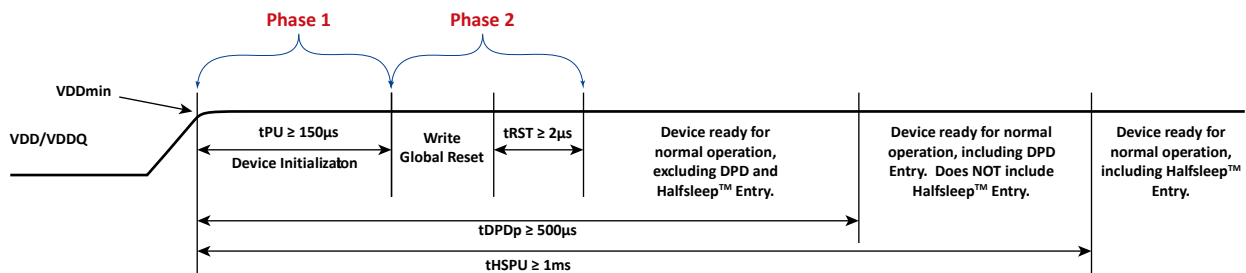 Phase 1
Phase 2
VDDmin
VDD/VDDQ
tPU ≥ 150µs
Device Initializaton
Write
Global Reset
tRST ≥ 2µs
Device ready for
normal operation,
excluding DPD and
Halfsleep™ Entry.
Device ready for normal
operation, including DPD
Entry. Does NOT include
Halfsleep™ Entry.
Device ready for
normal operation,
including Halfsleep™
Entry.
tDPDp ≥ 500µs
tHSPU ≥ 1ms